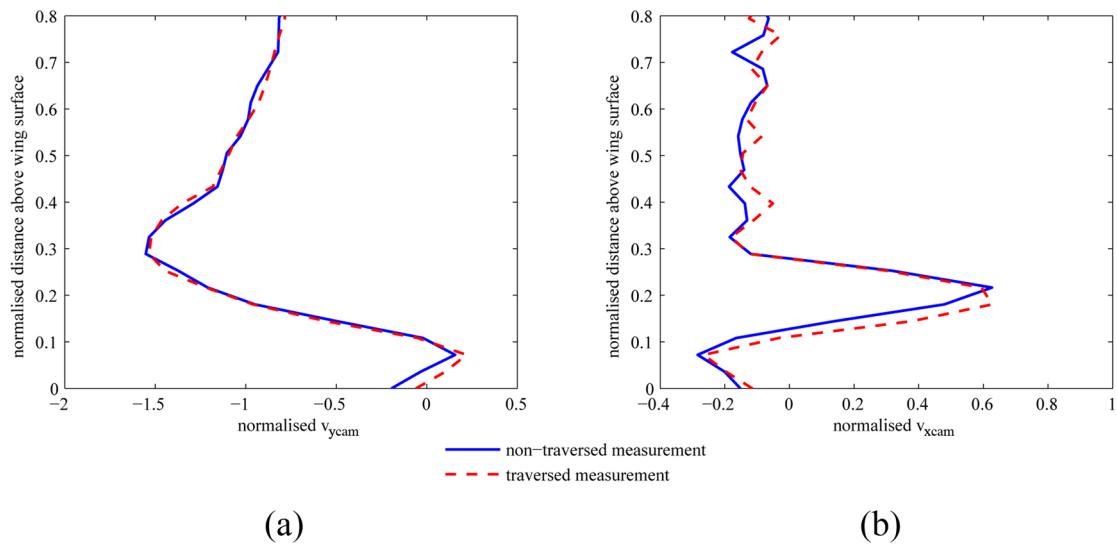 0.8
0.7
0.6
0.5
0.4
0.3
0.2
0.1
0
normalised distance above wing surface
−2 −1.5 −1 −0.5 0 0.5
normalised v_ycam
0.8
0.7
0.6
0.5
0.4
0.3
0.2
0.1
0
normalised distance above wing surface
−0.4 −0.2 0 0.2 0.4 0.6 0.8 1
normalised v_xcam
non−traversed measurement
traversed measurement
(a) (b)